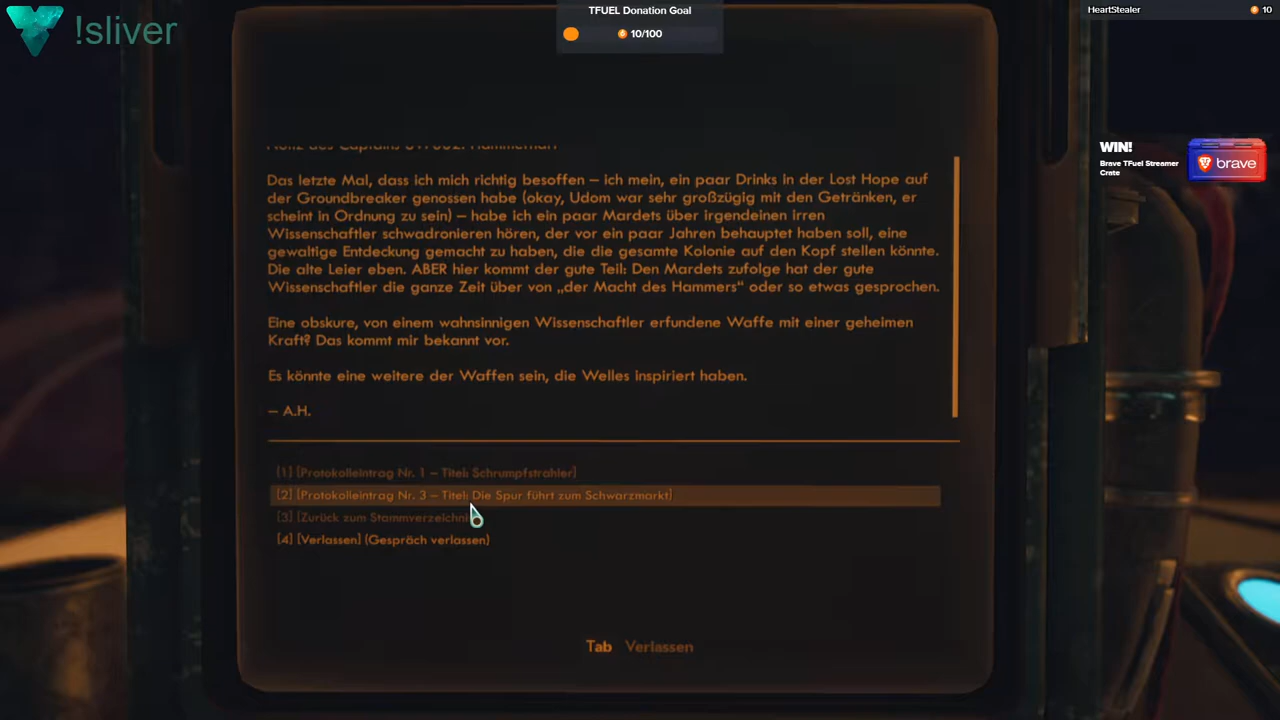 !sliver
TFUEL Donation Goal
10/100
HeartStealer
10
WIN!
Brave TFuel Streamer
Crate
brave
Das letzte Mal, dass ich mich richtig besoffen – ich mein, ein paar Drinks in der Lost Hope auf
der Groundbreaker genossen habe (okay, Udom war sehr großzügig mit den Getränken, er
scheint in Ordnung zu sein) – habe ich ein paar Mardets über irgendeinen irren
Wissenschaftler schwadronieren hören, der vor ein paar Jahren behauptet haben soll, eine
gewaltige Entdeckung gemacht zu haben, die die gesamte Kolonie auf den Kopf stellen könnte.
Die alte Leier eben. ABER hier kommt der gute Teil: Den Mardets zufolge hat der gute
Wissenschaftler die ganze Zeit über von „der Macht des Hammers“ oder so etwas gesprochen.
Eine obskure, von einem wahnsinnigen Wissenschaftler erfundene Waffe mit einer geheimen
Kraft? Das kommt mir bekannt vor.
Es könnte eine weitere der Waffen sein, die Welles inspiriert haben.
– A.H.
[1] [Protokolleintrag Nr. 1 – Titel: Schrumpfstrahler]
[2] [Protokolleintrag Nr. 3 – Titel: Die Spur führt zum Schwarzmarkt]
[3] [Zurück zum
[4] [Verlassen] (Gespräch verlassen)
Tab Verlassen